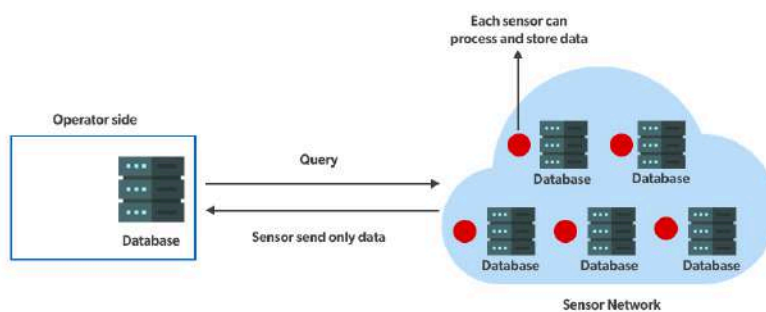 Each sensor can
process and store data
Operator side
Query
Database
Database
Database
Sensor send only data
Database
Database
Database
Sensor Network